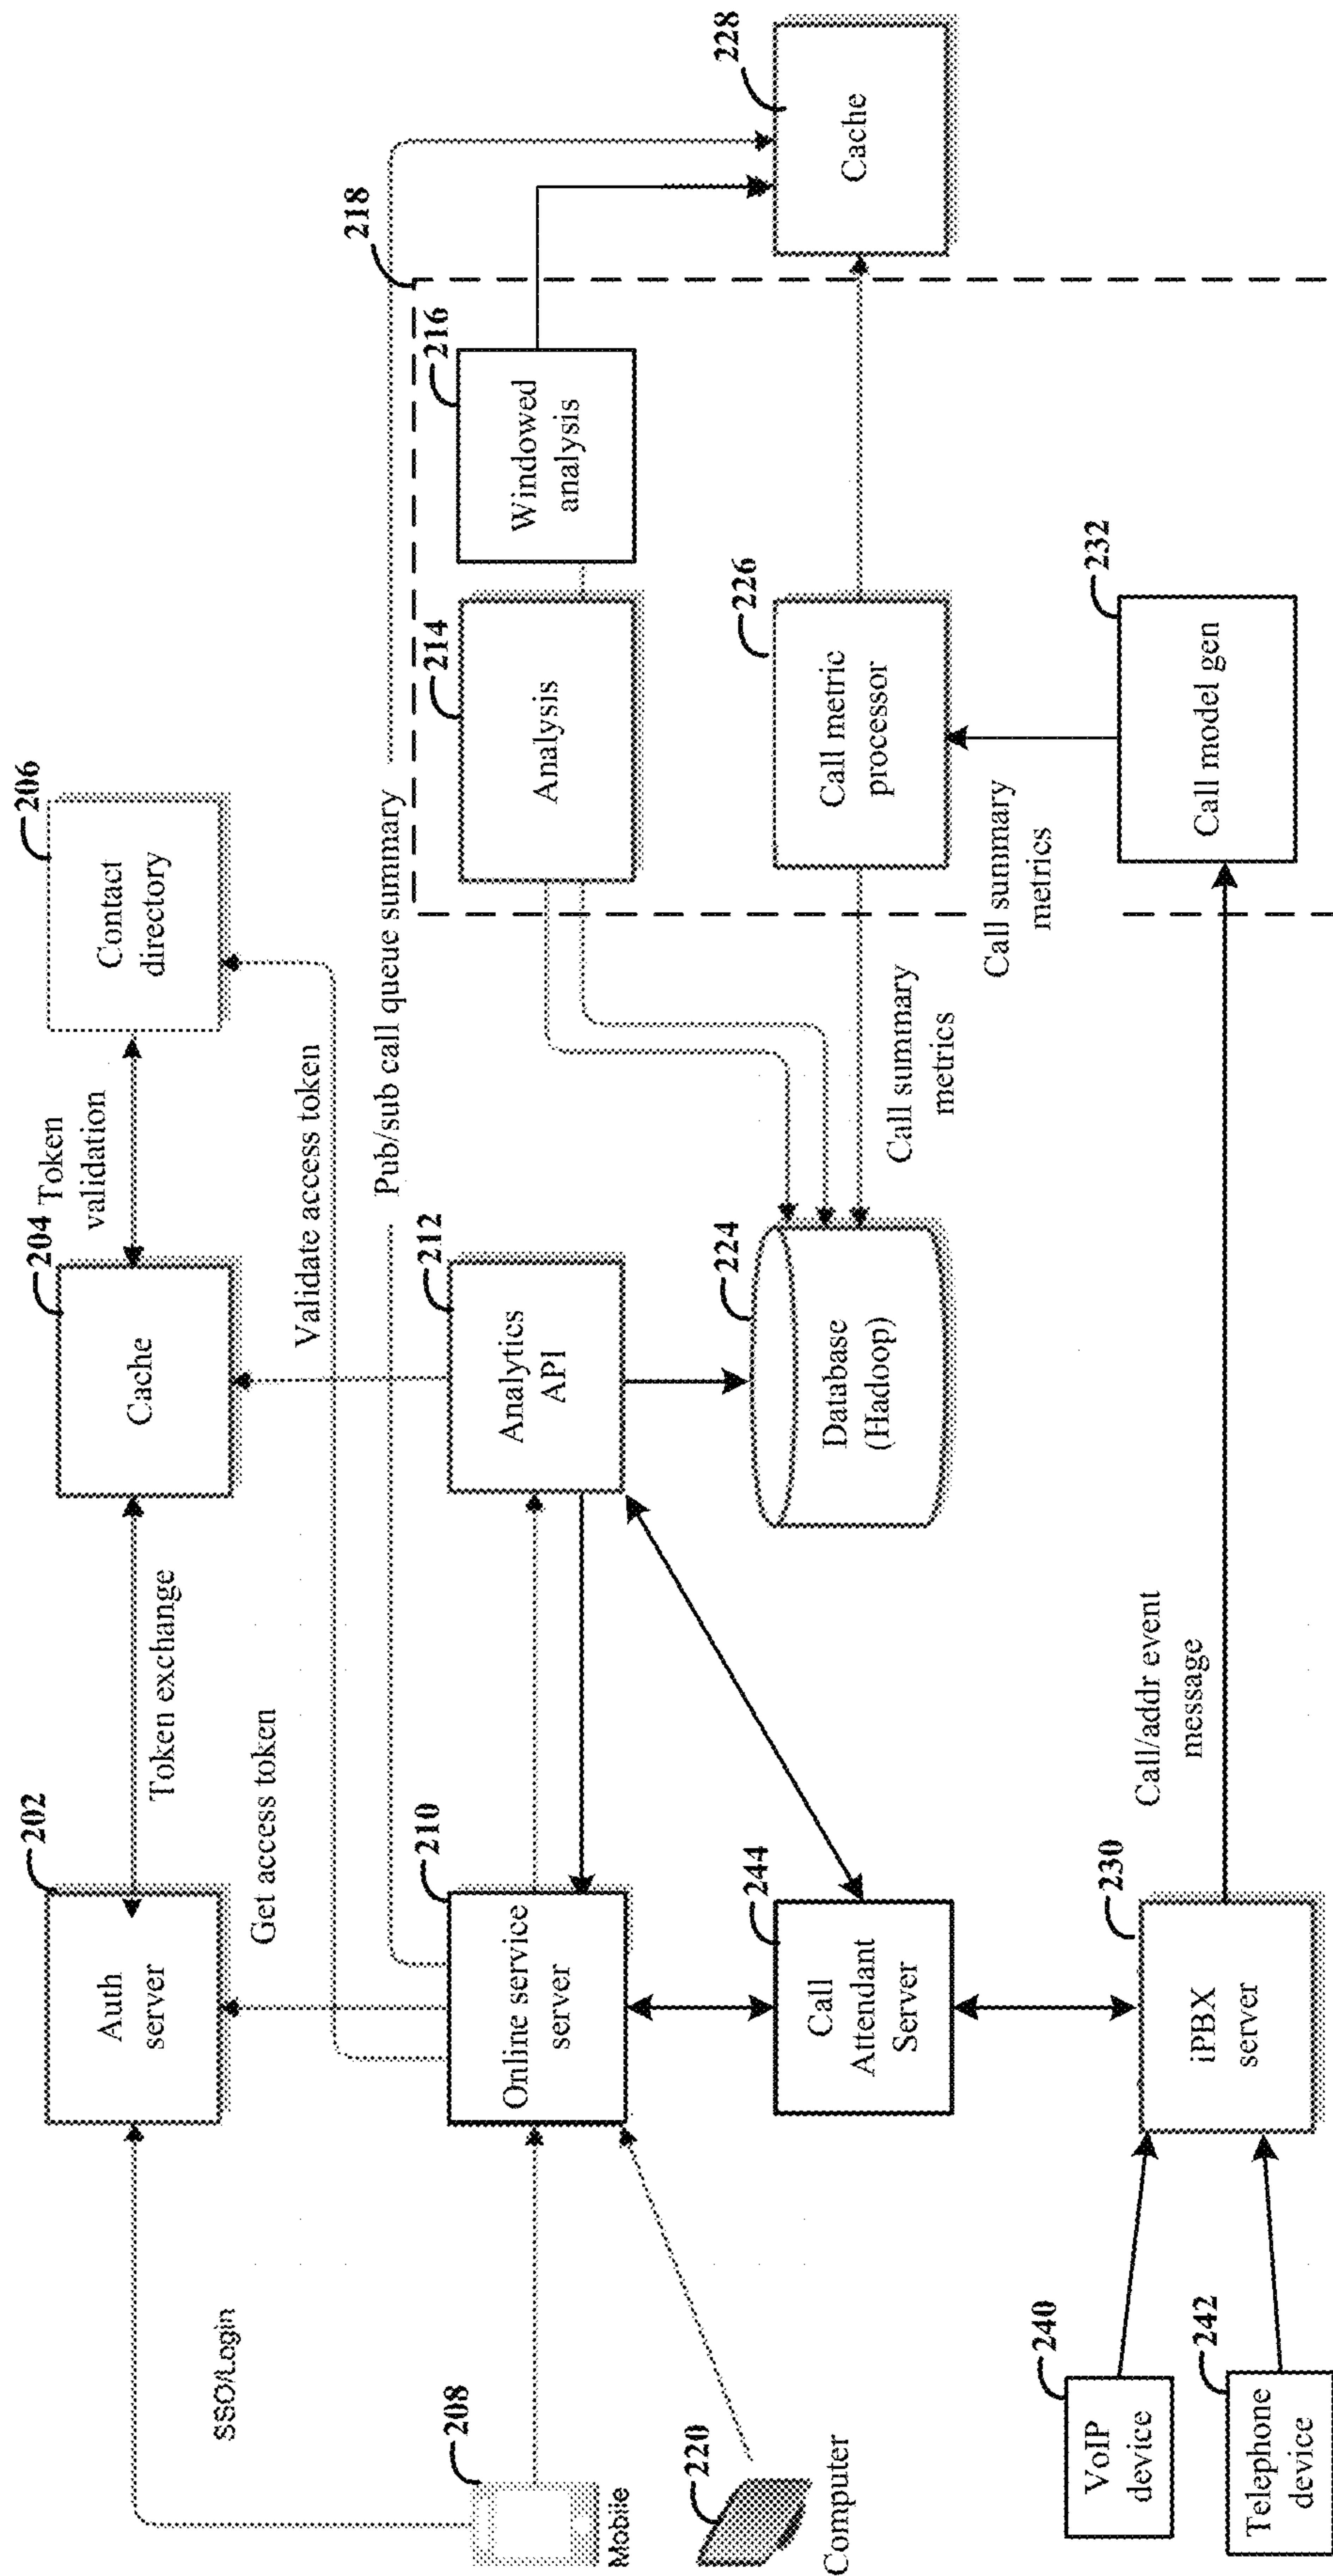 202
Auth
server
Token exchange
204
Cache
Token
validation
206
Contact
directory
SSO/Login
Get access token
Validate access token
Pub/sub call queue summary
218
208
Mobile
210
Online service
server
212
Analytics
API
214
Analysis
216
Windowed
analysis
220
Computer
244
Call
Attendant
Server
224
Database
(Hadoop)
Call summary
metrics
226
Call metric
processor
228
Cache
Call summary
metrics
240
VoIP
device
242
Telephone
device
230
iPBX
server
Call/addr event
message
232
Call model gen